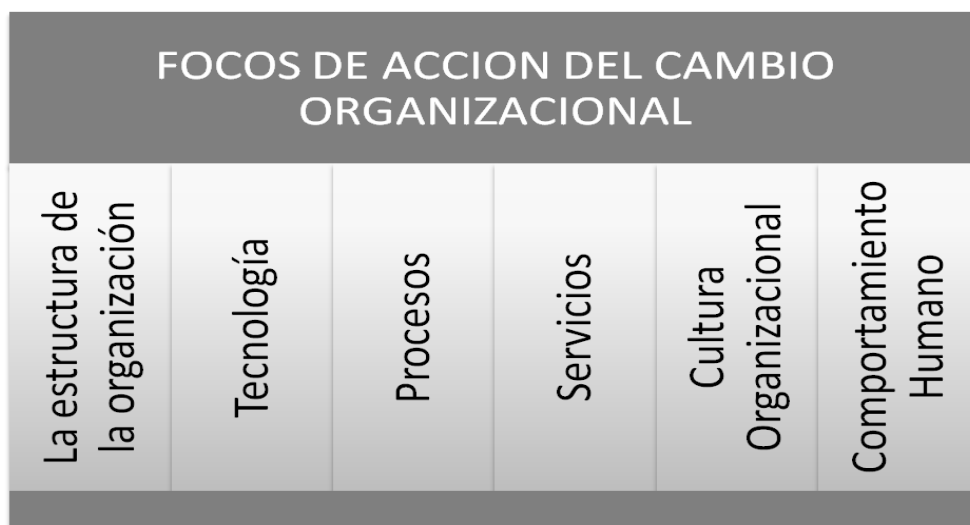 FOCOS DE ACCION DEL CAMBIO
ORGANIZACIONAL
La estructura de
la organización
Tecnología
Procesos
Servicios
Cultura
Organizacional
Comportamiento
Humano